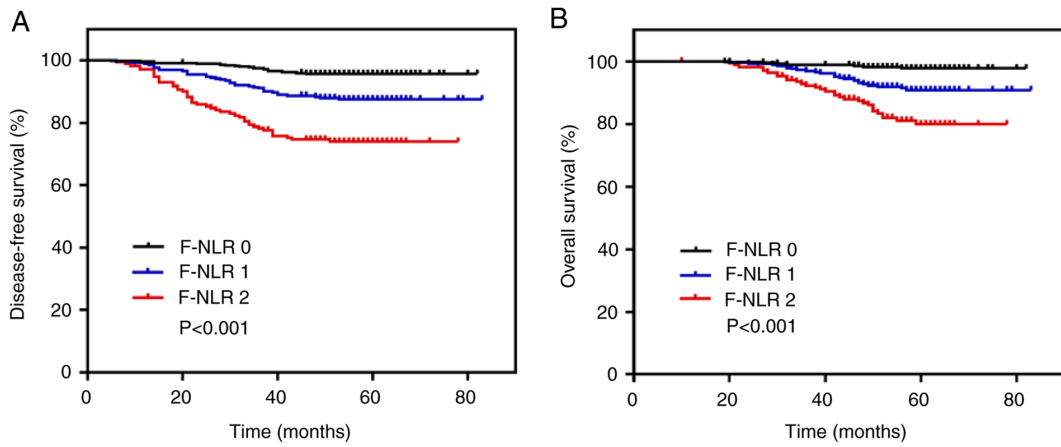 A
Disease-free survival (%)
100
80
60
40
20
0
F-NLR 0
F-NLR 1
F-NLR 2
P<0.001
0 20 40 60 80
Time (months)
B
Overall survival (%)
100
80
60
40
20
0
F-NLR 0
F-NLR 1
F-NLR 2
P<0.001
0 20 40 60 80
Time (months)